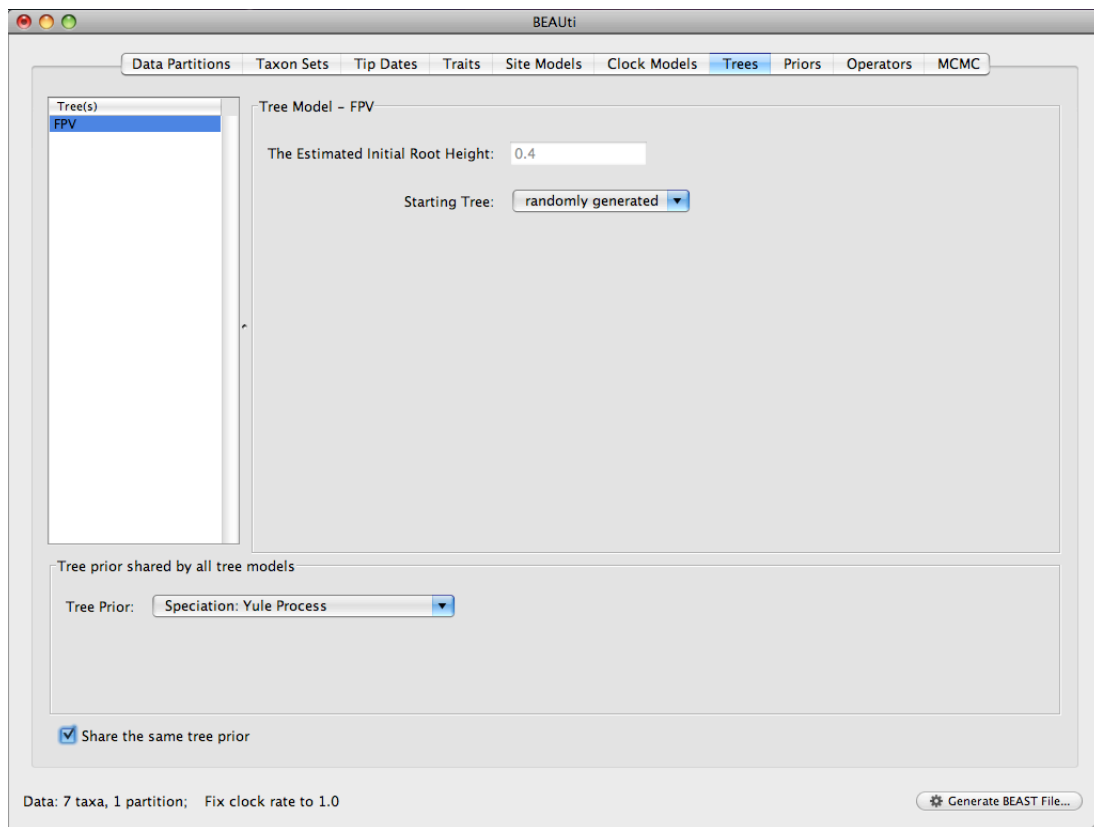 BEAUti
Data Partitions Taxon Sets Tip Dates Traits Site Models Clock Models Trees Priors Operators MCMC
Tree(s)
FPV
Tree Model – FPV
The Estimated Initial Root Height: 0.4
Starting Tree: randomly generated
Tree prior shared by all tree models
Tree Prior: Speciation: Yule Process
Share the same tree prior
Data: 7 taxa, 1 partition; Fix clock rate to 1.0
Generate BEAST File...